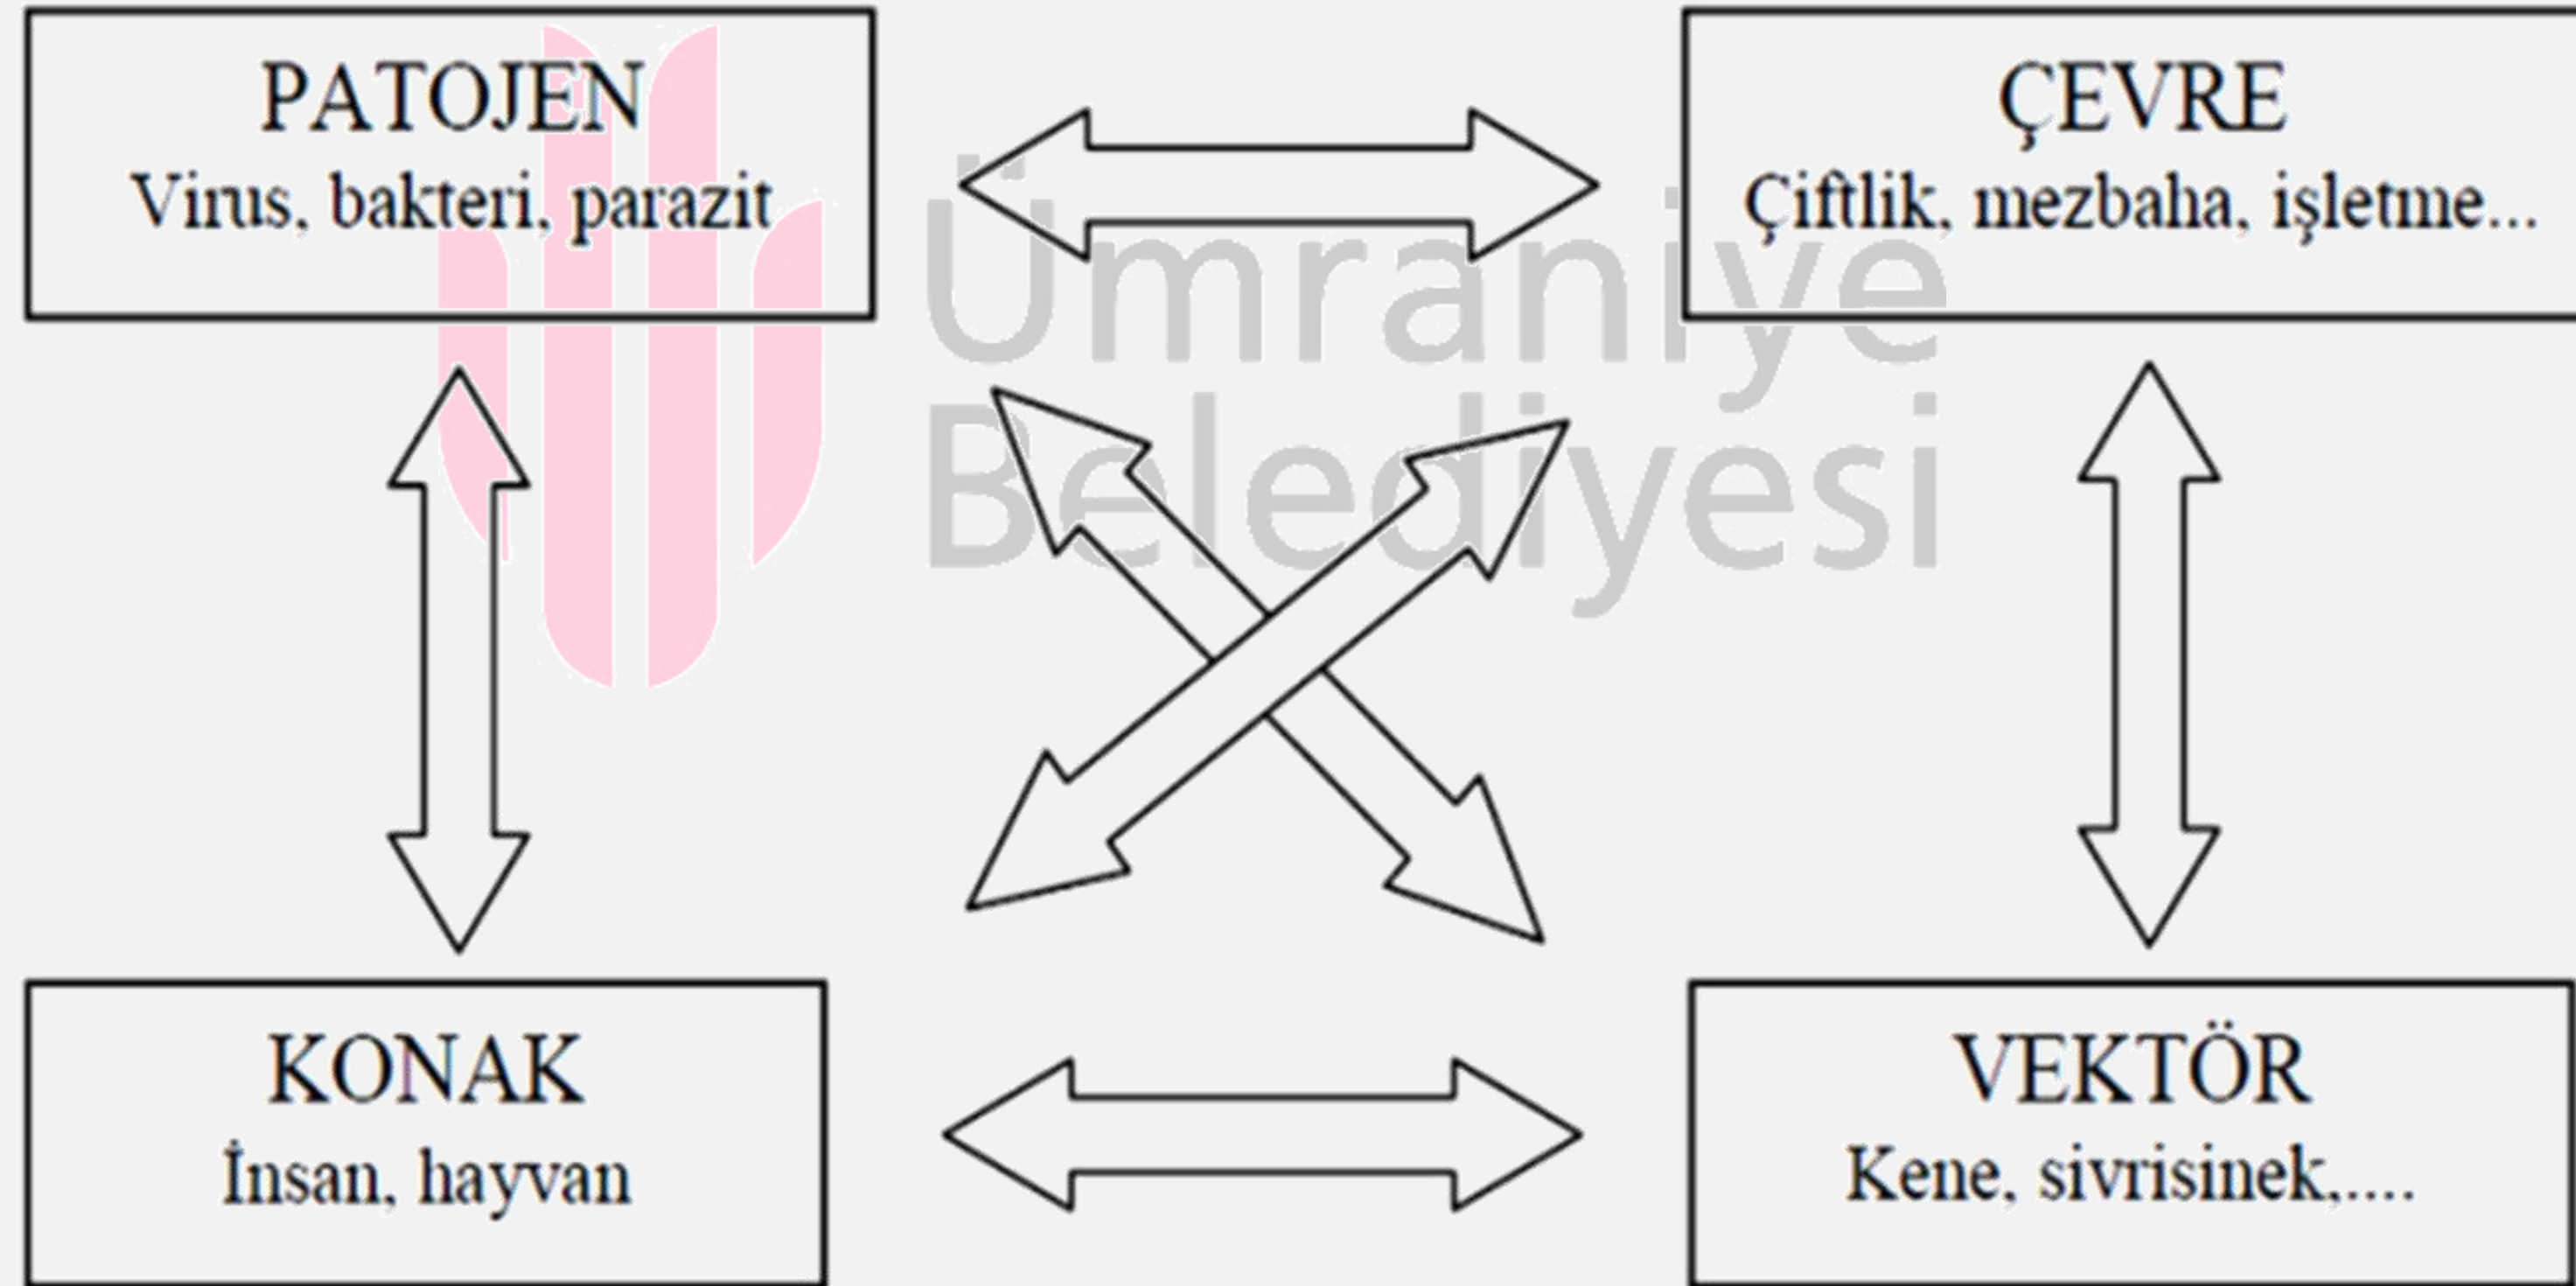 PATOJEN
Virus, bakteri, parazit
ÇEVRE
Çiftlik, mezbaha, işletme...
Ümraniye
Belediyesi
KONAK
İnsan, hayvan
VEKTÖR
Kene, sivrisinek,....